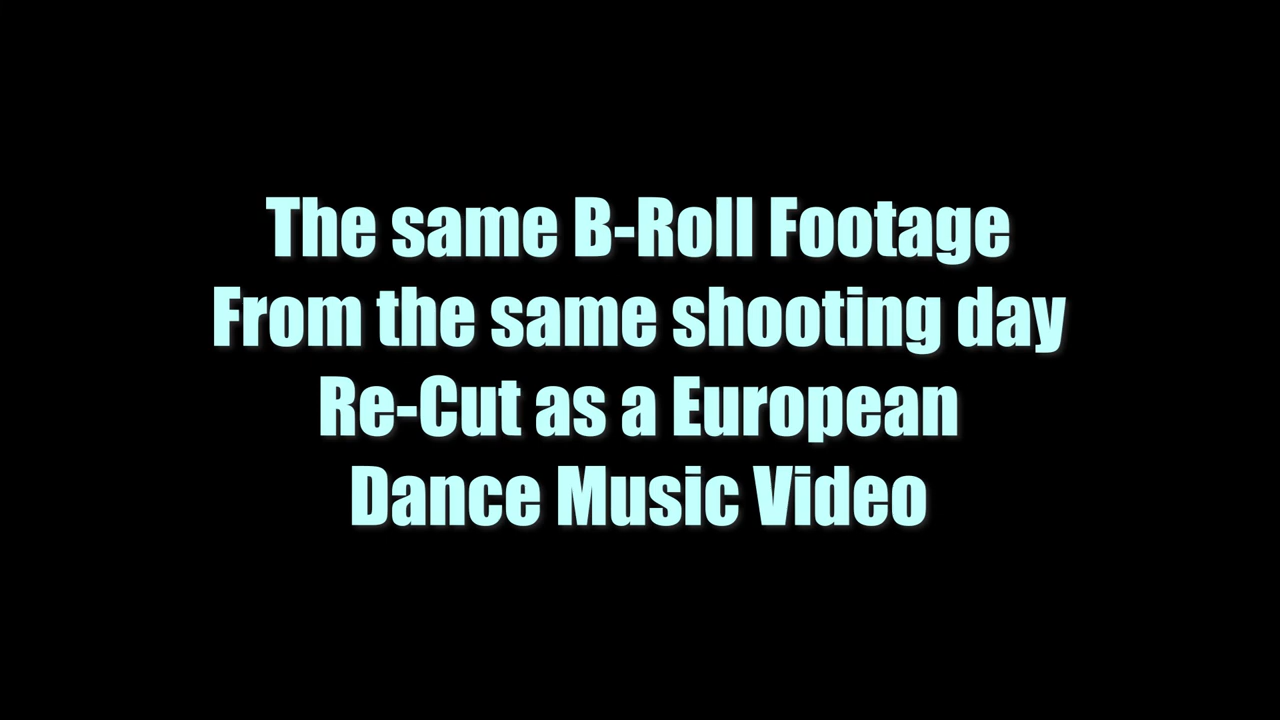 The same B-Roll Footage
From the same shooting day
Re-Cut as a European
Dance Music Video